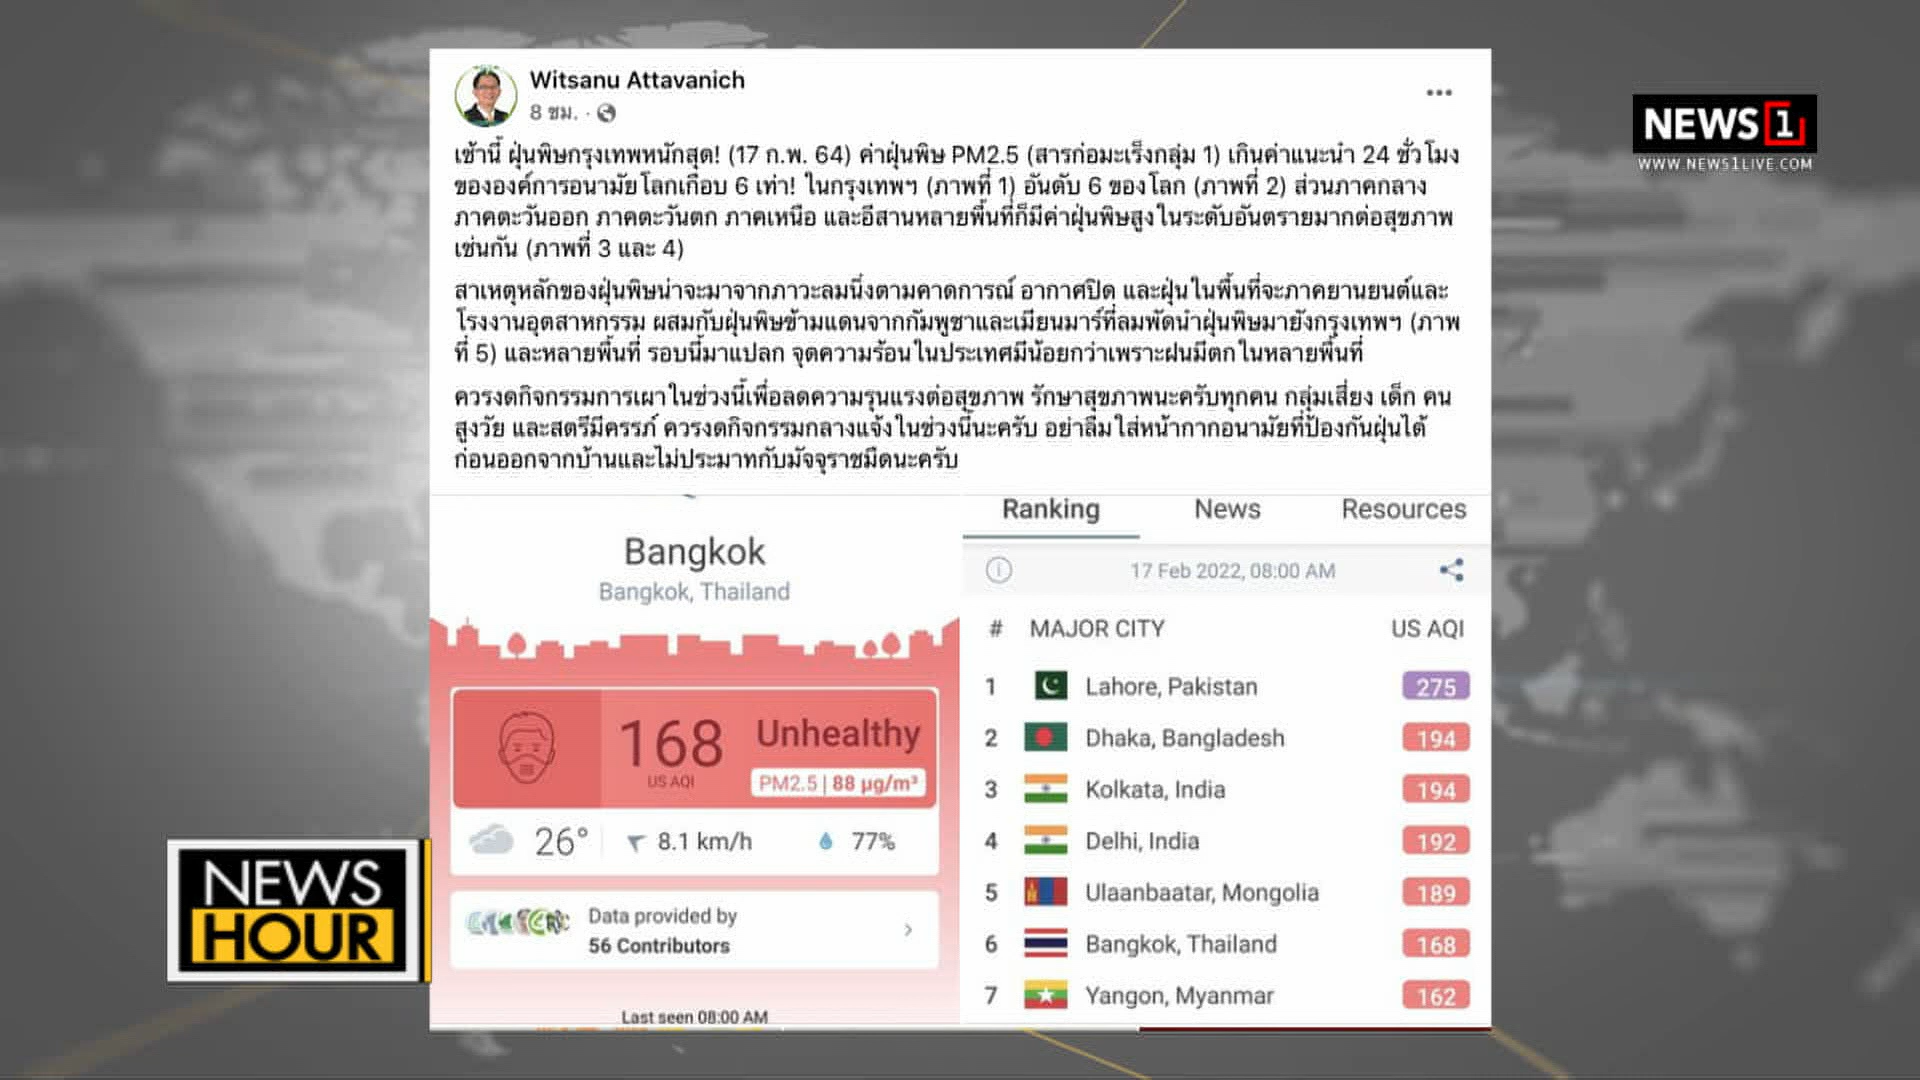 Witsanu Attavanich
8 ชม. ·
เช้านี้ ฝุ่นพิษกรุงเทพหนักสุด! (17 ก.พ. 64) ค่าฝุ่นพิษ PM2.5 (สารก่อมะเร็งกลุ่ม 1) เกินค่าแนะนำ 24 ชั่วโมง
ขององค์การอนามัยโลกเกือบ 6 เท่า! ในกรุงเทพฯ (ภาพที่ 1) อันดับ 6 ของโลก (ภาพที่ 2) ส่วนภาคกลาง
ภาคตะวันออก ภาคตะวันตก ภาคเหนือ และอีสานหลายพื้นที่ก็มีค่าฝุ่นพิษสูงในระดับอันตรายมากต่อสุขภาพ
เช่นกัน (ภาพที่ 3 และ 4)
สาเหตุหลักของฝุ่นพิษน่าจะมาจากภาวะลมนิ่งตามคาดการณ์ อากาศปิด และฝุ่นในพื้นที่จะภาคยานยนต์และ
โรงงานอุตสาหกรรม ผสมกับฝุ่นพิษข้ามแดนจากกัมพูชาและเมียนมาร์ที่ลมพัดนำฝุ่นพิษมายังกรุงเทพฯ (ภาพ
ที่ 5) และหลายพื้นที่ รอบนี้มาแปลก จุดความร้อนในประเทศมีน้อยกว่าเพราะฝนมีตกในหลายพื้นที่
ควรงดกิจกรรมการเผาในช่วงนี้เพื่อลดความรุนแรงต่อสุขภาพ รักษาสุขภาพนะครับทุกคน กลุ่มเสี่ยง เด็ก คน
สูงวัย และสตรีมีครรภ์ ควรงดกิจกรรมกลางแจ้งในช่วงนี้นะครับ อย่าลืมใส่หน้ากากอนามัยที่ป้องกันฝุ่นได้
ก่อนออกจากบ้านและไม่ประมาทกับมัจจุราชมืดนะครับ
Bangkok
Bangkok, Thailand
168
US AQI
Unhealthy
PM2.5 | 88 µg/m³
26° 8.1 km/h 77%
Data provided by
56 Contributors
Last seen 08:00 AM
Ranking News Resources
17 Feb 2022, 08:00 AM
# MAJOR CITY US AQI
1 Lahore, Pakistan 275
2 Dhaka, Bangladesh 194
3 Kolkata, India 194
4 Delhi, India 192
5 Ulaanbaatar, Mongolia 189
6 Bangkok, Thailand 168
7 Yangon, Myanmar 162
NEWS 1
WWW.NEWS1LIVE.COM
NEWS
HOUR